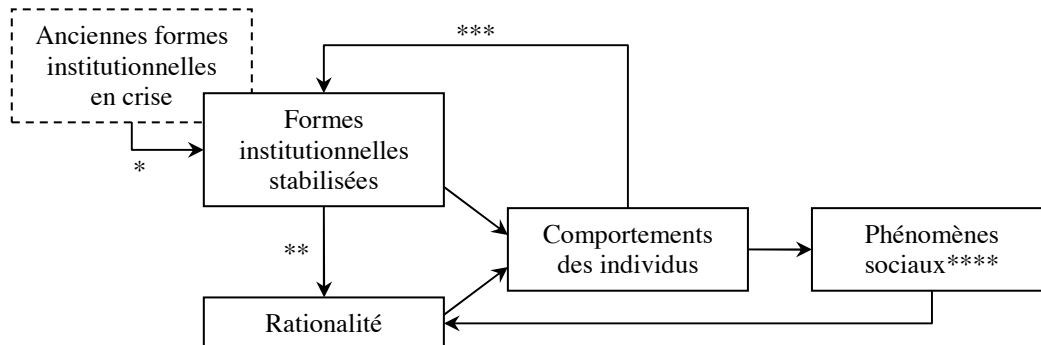 ***
Anciennes formes
institutionnelles
en crise
Formes
institutionnelles
stabilisées
*
**
Comportements
des individus
Phénomènes
sociaux****
Rationalité